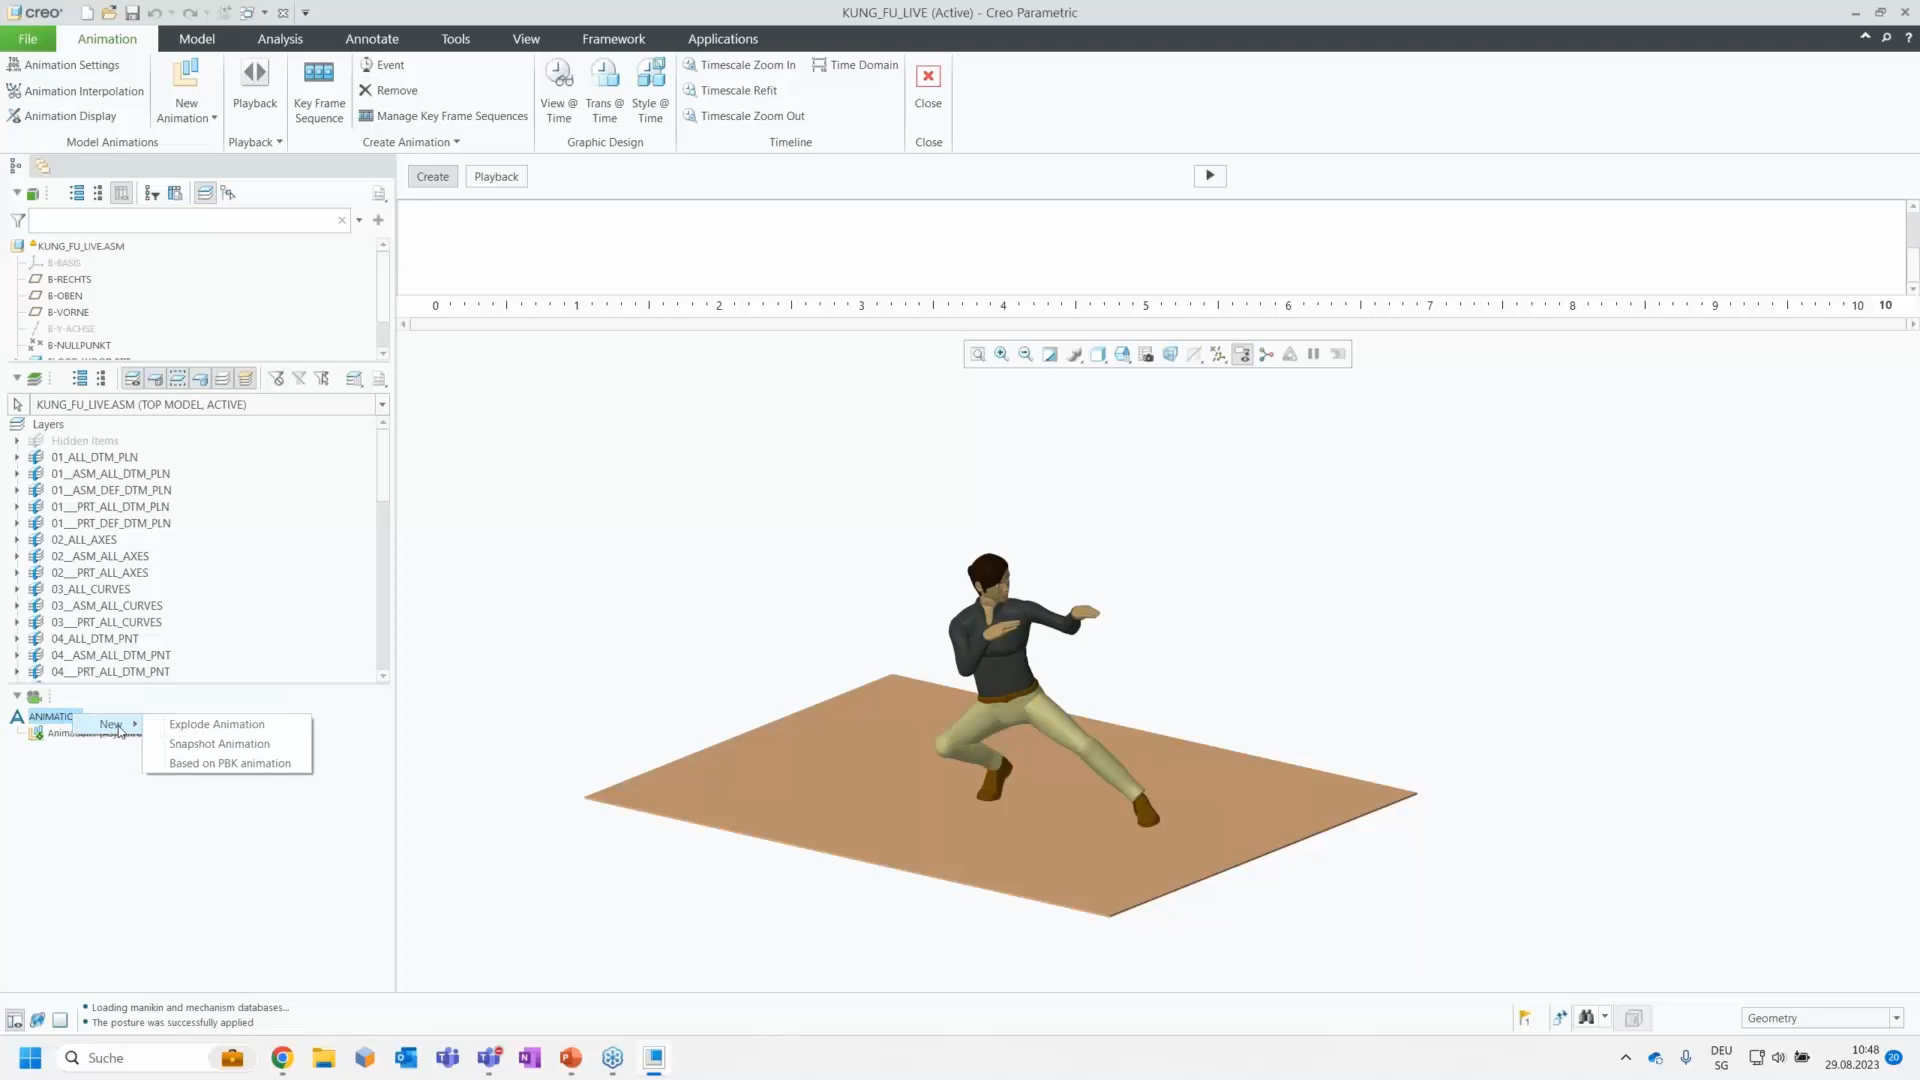 creo
KUNG_FU_LIVE (Active) - Creo Parametric
File
Animation
Model
Analysis
Annotate
Tools
View
Framework
Applications
Animation Settings
Animation Interpolation
Animation Display
New
Animation
Model Animations
Playback
Playback
Key Frame
Sequence
Event
Remove
Manage Key Frame Sequences
Create Animation
View @
Time
Trans @
Time
Style @
Time
Graphic Design
Timescale Zoom In
Timescale Refit
Timescale Zoom Out
Time Domain
Timeline
Close
Close
Create
Playback
0 1 2 3 4 5 6 7 8 9 10 10
KUNG_FU_LIVE.ASM
B-BASIS
B-RECHTS
B-OBEN
B-VORNE
B-Y-ACHSE
B-NULLPUNKT
KUNG_FU_LIVE.ASM (TOP MODEL, ACTIVE)
Layers
Hidden Items
01_ALL_DTM_PLN
01__ASM_ALL_DTM_PLN
01__ASM_DEF_DTM_PLN
01___PRT_ALL_DTM_PLN
01___PRT_DEF_DTM_PLN
02_ALL_AXES
02__ASM_ALL_AXES
02___PRT_ALL_AXES
03_ALL_CURVES
03__ASM_ALL_CURVES
03___PRT_ALL_CURVES
04_ALL_DTM_PNT
04__ASM_ALL_DTM_PNT
04___PRT_ALL_DTM_PNT
ANIMATIO
New
Explode Animation
Snapshot Animation
Based on PBK animation
Loading manikin and mechanism databases...
The posture was successfully applied
Geometry
Suche
DEU
SG
10:48
29.08.2023
20